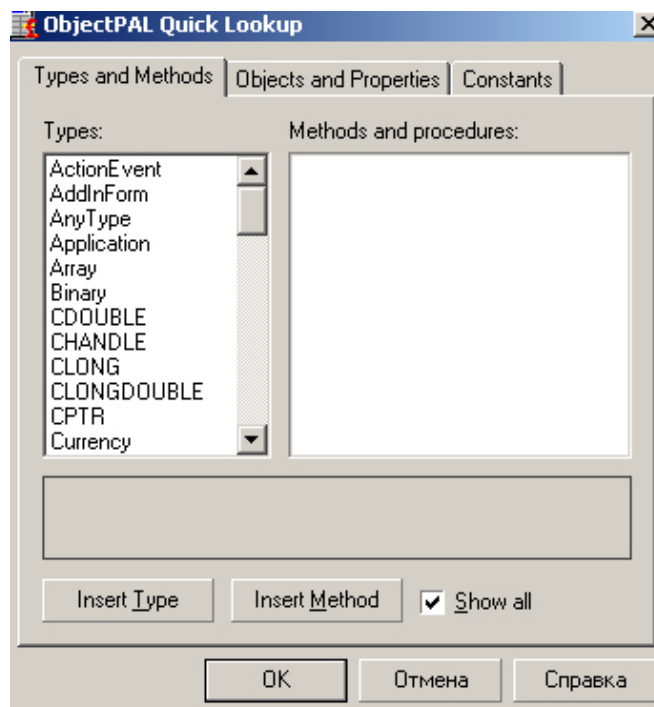 ObjectPAL Quick Lookup
Types and Methods Objects and Properties Constants
Types: Methods and procedures:
ActionEvent
AddInForm
AnyType
Application
Array
Binary
CDOUBLE
CHANDLE
CLONG
CLONGDOUBLE
CPTR
Currency
Insert Type Insert Method Show all
OK Отмена Справка